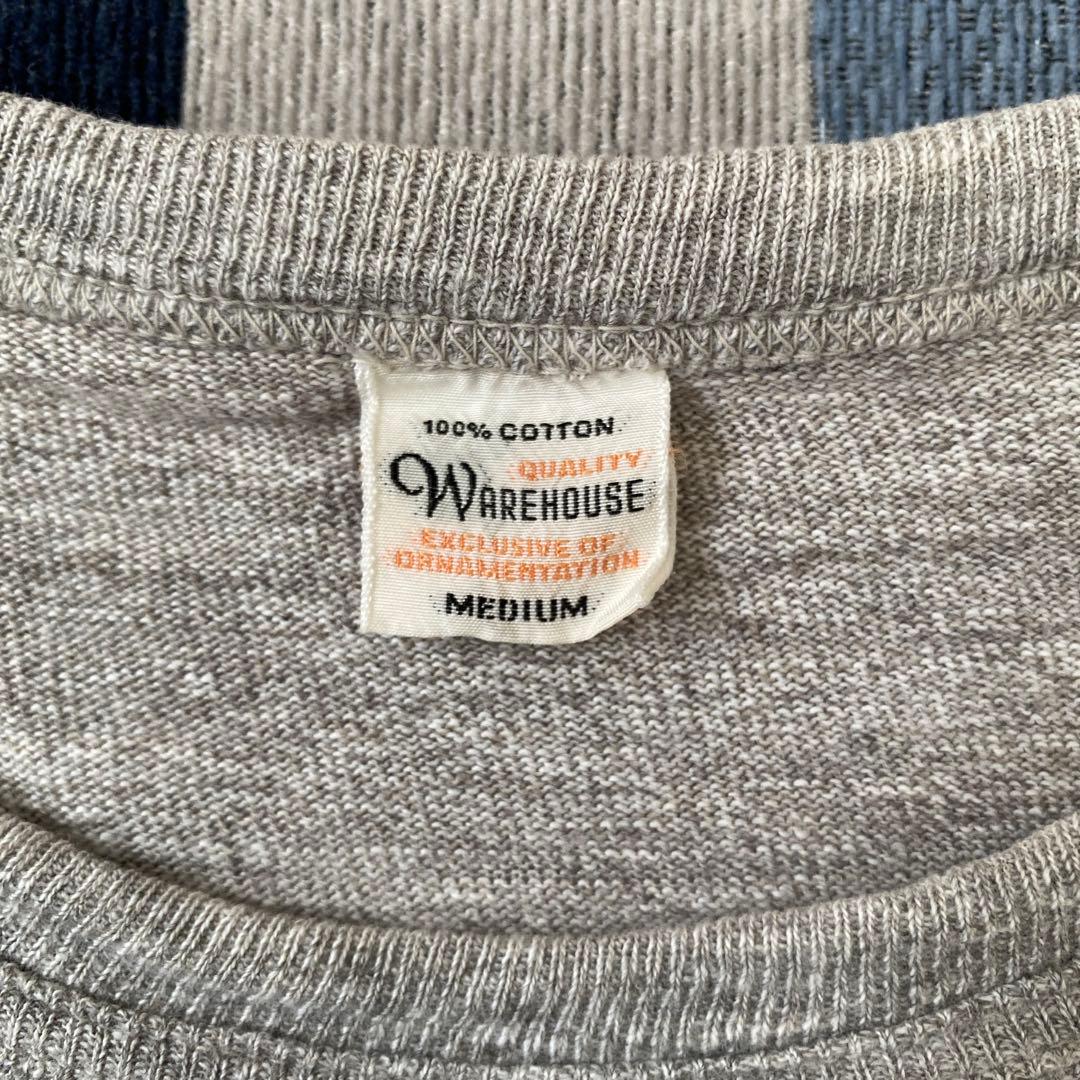 100% COTTON
QUALITY
WAREHOUSE
EXCLUSIVE OF
ORNAMENTATION
MEDIUM